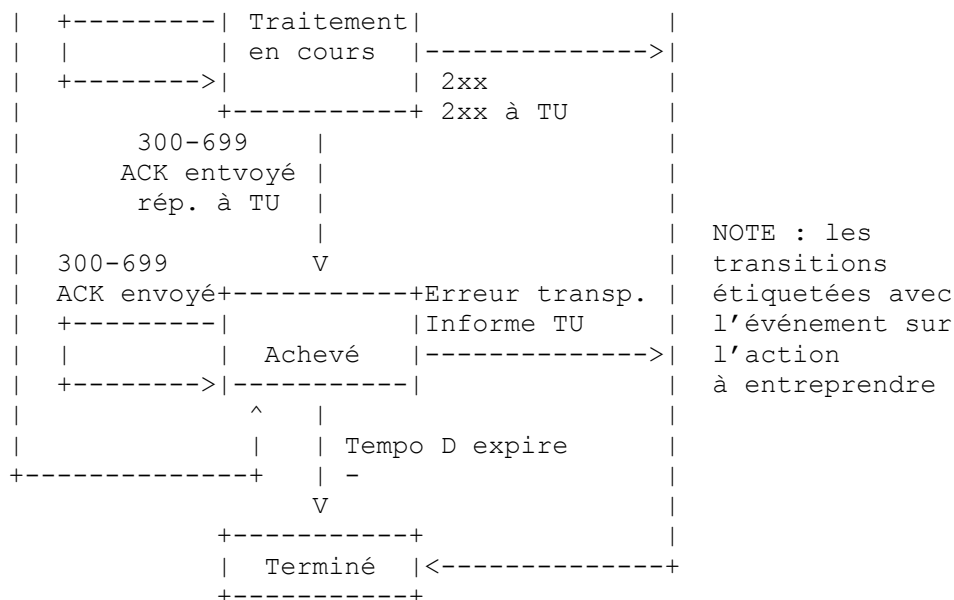 | +---------| Traitement| |
| | | en cours |-------------->|
| +-------->| | 2xx |
| +-----------+ 2xx à TU |
| 300-699 | |
| ACK entvoyé | |
| rép. à TU | |
| | | NOTE : les
| 300-699 V | transitions
| ACK envoyé+-----------+Erreur transp. | étiquetées avec
| +---------| |Informe TU | l’événement sur
| | | Achevé |-------------->| l’action
| +-------->|-----------| | à entreprendre
| ^ | |
| | | Tempo D expire |
+--------------+ | - |
V |
+-----------+ |
| Terminé |<--------------+
+-----------+